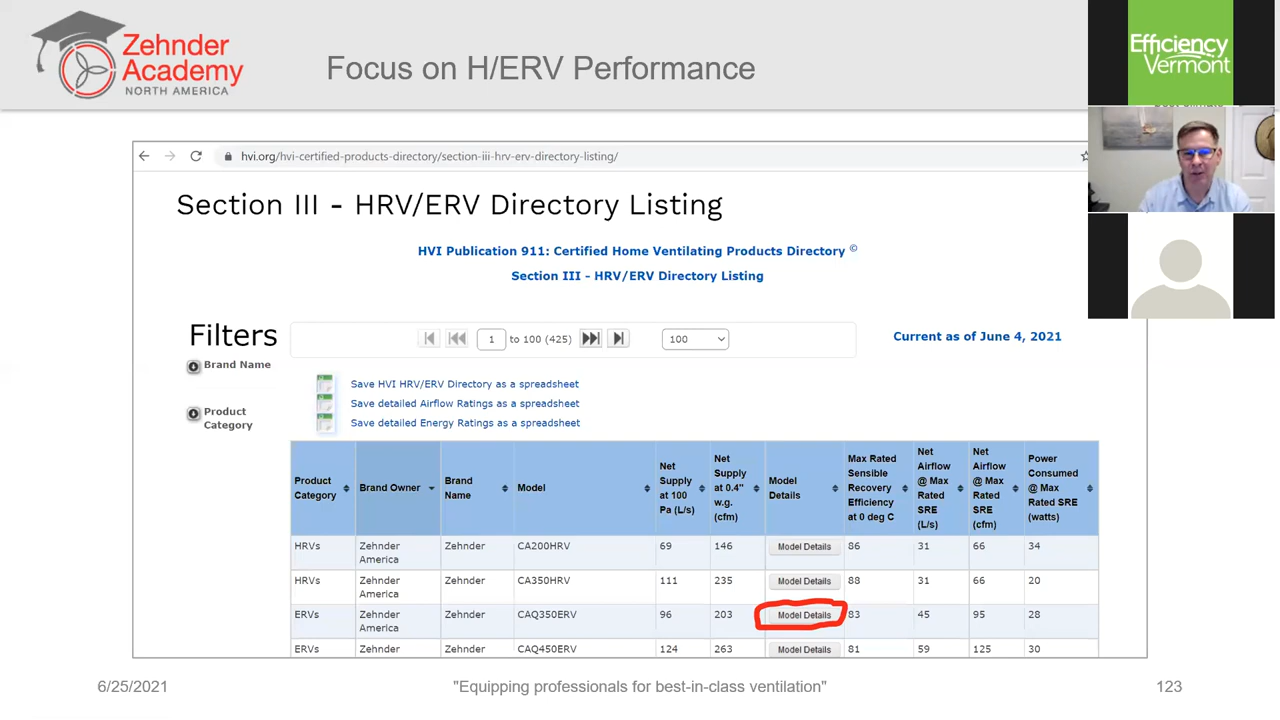 Zehnder
Academy
NORTH AMERICA
Focus on H/ERV Performance
Efficiency
Vermont
hvi.org/hvi-certified-products-directory/section-iii-hrv-erv-directory-listing/
Section III - HRV/ERV Directory Listing
HVI Publication 911: Certified Home Ventilating Products Directory ©
Section III - HRV/ERV Directory Listing
Filters
Brand Name
Product
Category
1 to 100 (425) 100
Current as of June 4, 2021
Save HVI HRV/ERV Directory as a spreadsheet
Save detailed Airflow Ratings as a spreadsheet
Save detailed Energy Ratings as a spreadsheet
Product
Category
Brand Owner
Brand
Name
Model
Net
Supply
at 100
Pa (L/s)
Net
Supply
at 0.4"
w.g.
(cfm)
Model
Details
Max Rated
Sensible
Recovery
Efficiency
at 0 deg C
Net
Airflow
@ Max
Rated
SRE
(L/s)
Net
Airflow
@ Max
Rated
SRE
(cfm)
Power
Consumed
@ Max
Rated SRE
(watts)
HRVs Zehnder America Zehnder CA200HRV 69 146 Model Details 86 31 66 34
HRVs Zehnder America Zehnder CA350HRV 111 235 Model Details 88 31 66 20
ERVs Zehnder America Zehnder CAQ350ERV 96 203 Model Details 83 45 95 28
ERVs Zehnder Zehnder CAQ450ERV 124 263 Model Details 81 59 125 30
6/25/2021
"Equipping professionals for best-in-class ventilation"
123